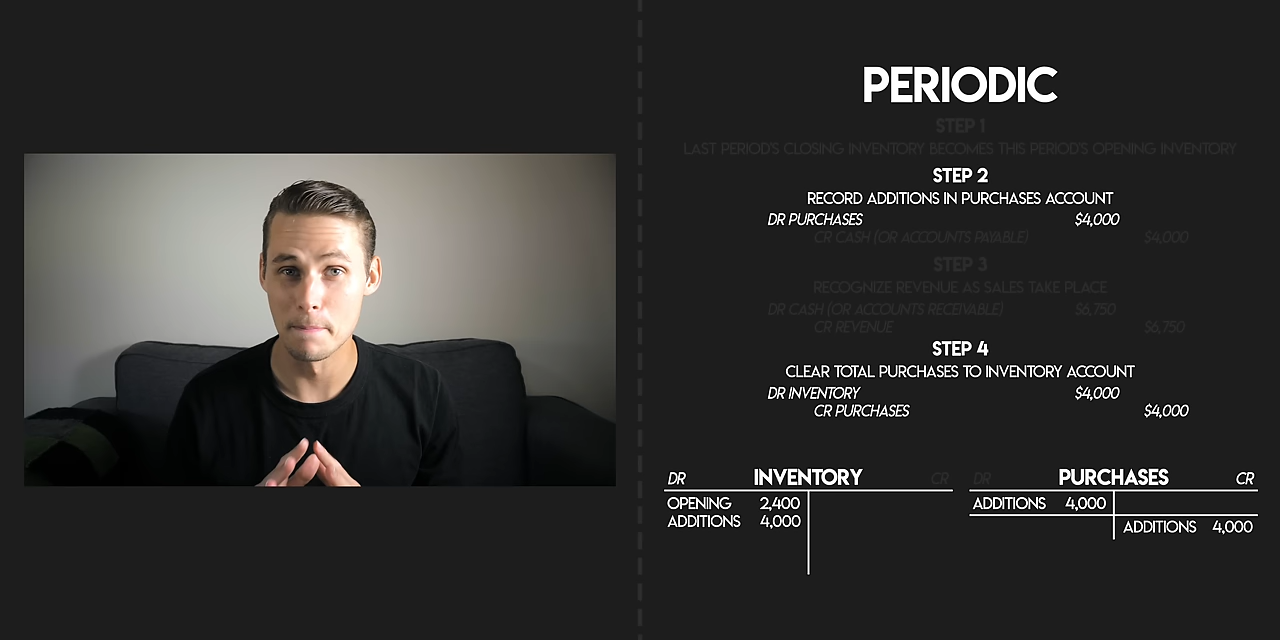 PERIODIC
STEP 1
LAST PERIOD'S CLOSING INVENTORY BECOMES THIS PERIOD'S OPENING INVENTORY
STEP 2
RECORD ADDITIONS IN PURCHASES ACCOUNT
DR PURCHASES $4,000
CR CASH (OR ACCOUNTS PAYABLE) $4,000
STEP 3
RECOGNIZE REVENUE AS SALES TAKE PLACE
DR CASH (OR ACCOUNTS RECEIVABLE) $6,750
CR REVENUE $6,750
STEP 4
CLEAR TOTAL PURCHASES TO INVENTORY ACCOUNT
DR INVENTORY $4,000
CR PURCHASES $4,000
DR INVENTORY CR
OPENING 2,400
ADDITIONS 4,000
DR PURCHASES CR
ADDITIONS 4,000
ADDITIONS 4,000